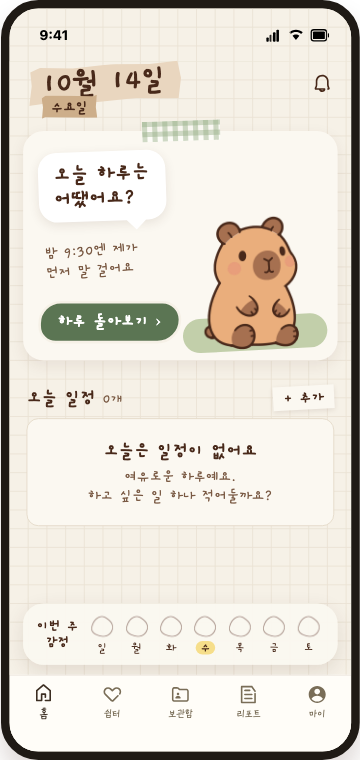 9:41
10월 14일
수요일
오늘 하루는
어땠어요?
밤 9:30엔 제가
먼저 말 걸어요
하루 돌아보기 ›
오늘 일정 0개
+ 추가
오늘은 일정이 없어요
여유로운 하루예요.
하고 싶은 일 하나 적어둘까요?
이번 주
감정
일 월 화 수 목 금 토
홈 쉼터 보관함 리포트 마이